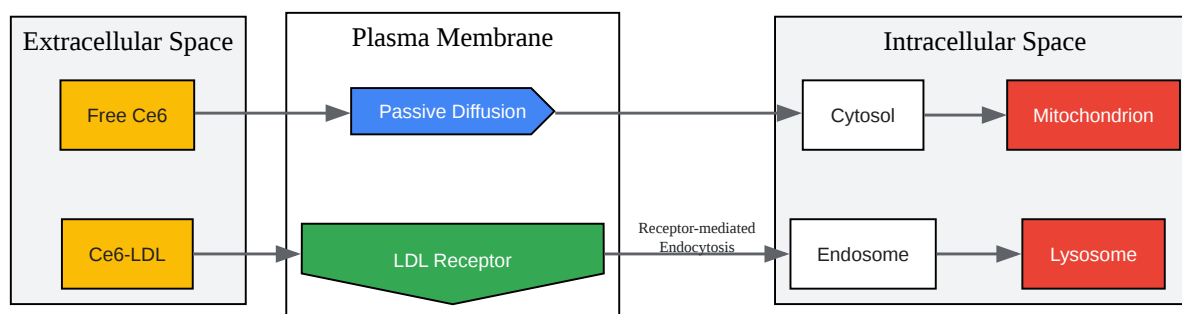 Extracellular Space
Plasma Membrane
Intracellular Space
Free Ce6
Passive Diffusion
Cytosol
Mitochondrion
Ce6-LDL
LDL Receptor
Receptor-mediated
Endocytosis
Endosome
Lysosome